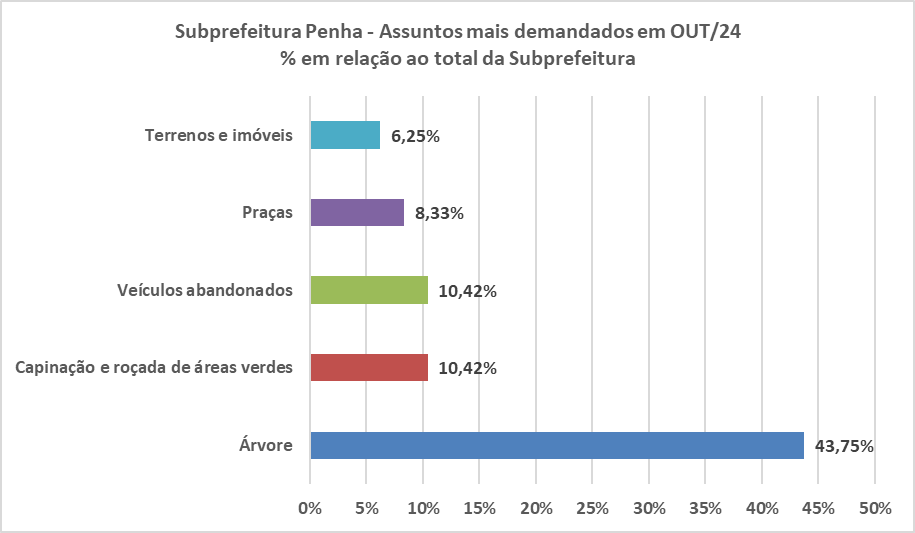 Subprefeitura Penha - Assuntos mais demandados em OUT/24
% em relação ao total da Subprefeitura
Terrenos e imóveis 6,25%
Praças 8,33%
Veículos abandonados 10,42%
Capinação e roçada de áreas verdes 10,42%
Árvore 43,75%
0% 5% 10% 15% 20% 25% 30% 35% 40% 45% 50%